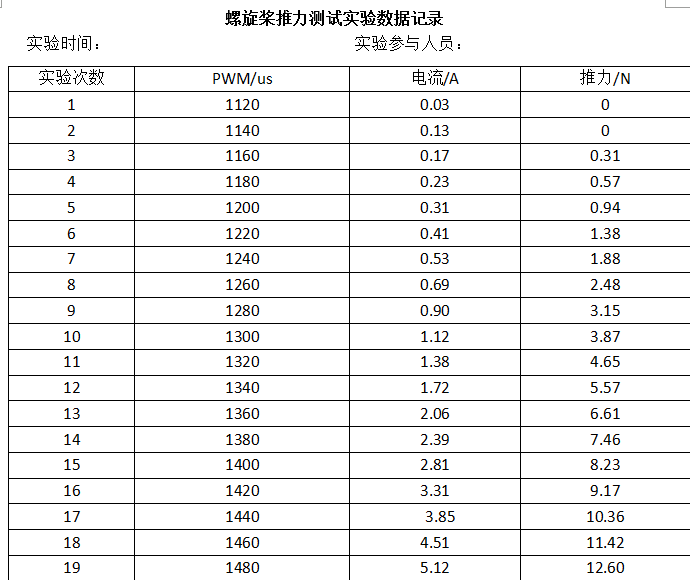 螺旋桨推力测试实验数据记录
实验时间： 实验参与人员：
实验次数 PWM/us 电流/A 推力/N
1 1120 0.03 0
2 1140 0.13 0
3 1160 0.17 0.31
4 1180 0.23 0.57
5 1200 0.31 0.94
6 1220 0.41 1.38
7 1240 0.53 1.88
8 1260 0.69 2.48
9 1280 0.90 3.15
10 1300 1.12 3.87
11 1320 1.38 4.65
12 1340 1.72 5.57
13 1360 2.06 6.61
14 1380 2.39 7.46
15 1400 2.81 8.23
16 1420 3.31 9.17
17 1440 3.85 10.36
18 1460 4.51 11.42
19 1480 5.12 12.60